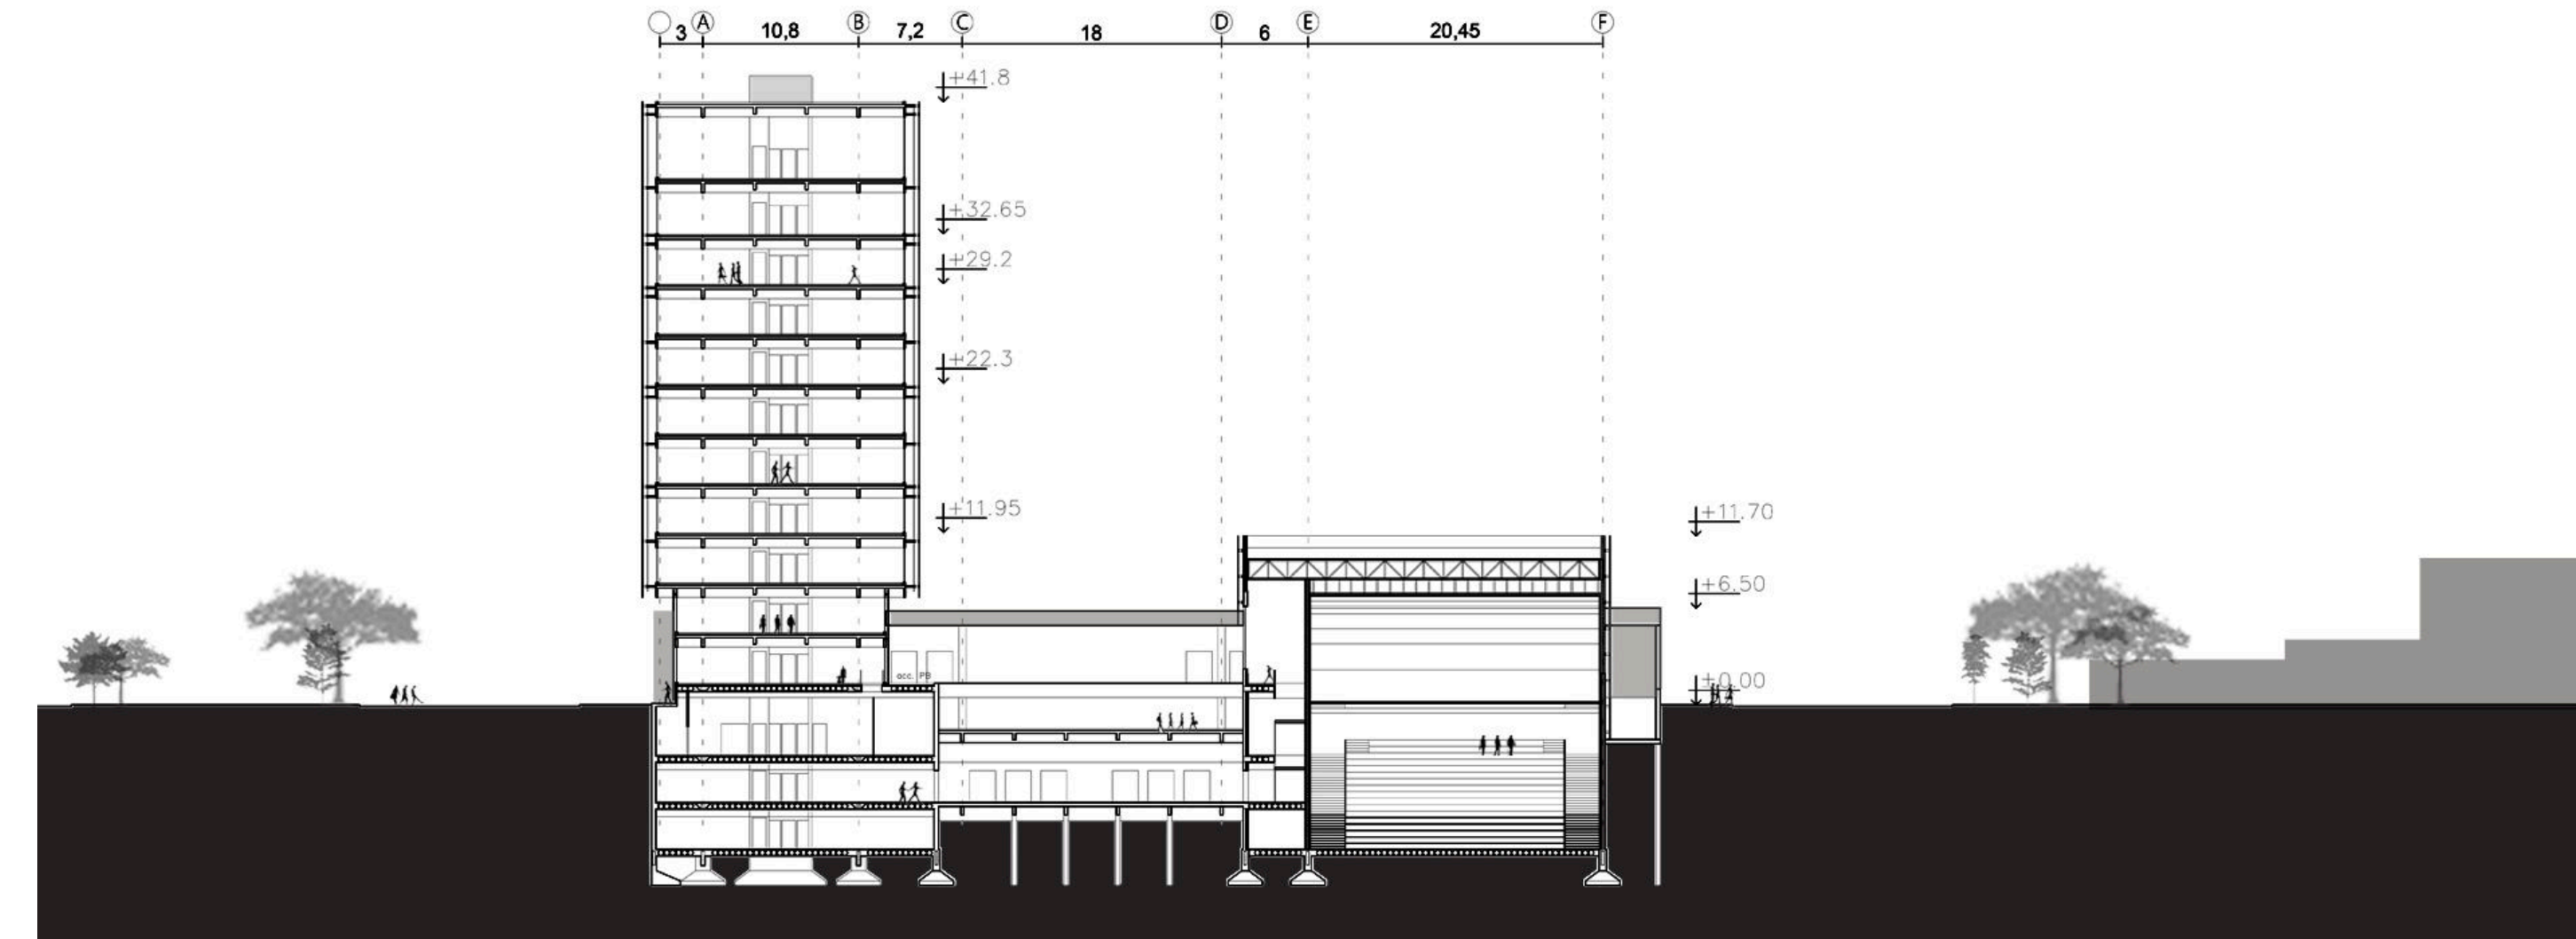 A B C D E F
3 10,8 7,2 18 6 20,45
+41.8
+32.65
+29.2
+22.3
+11.95
+11.70
+6.50
acc. PB
+0.00